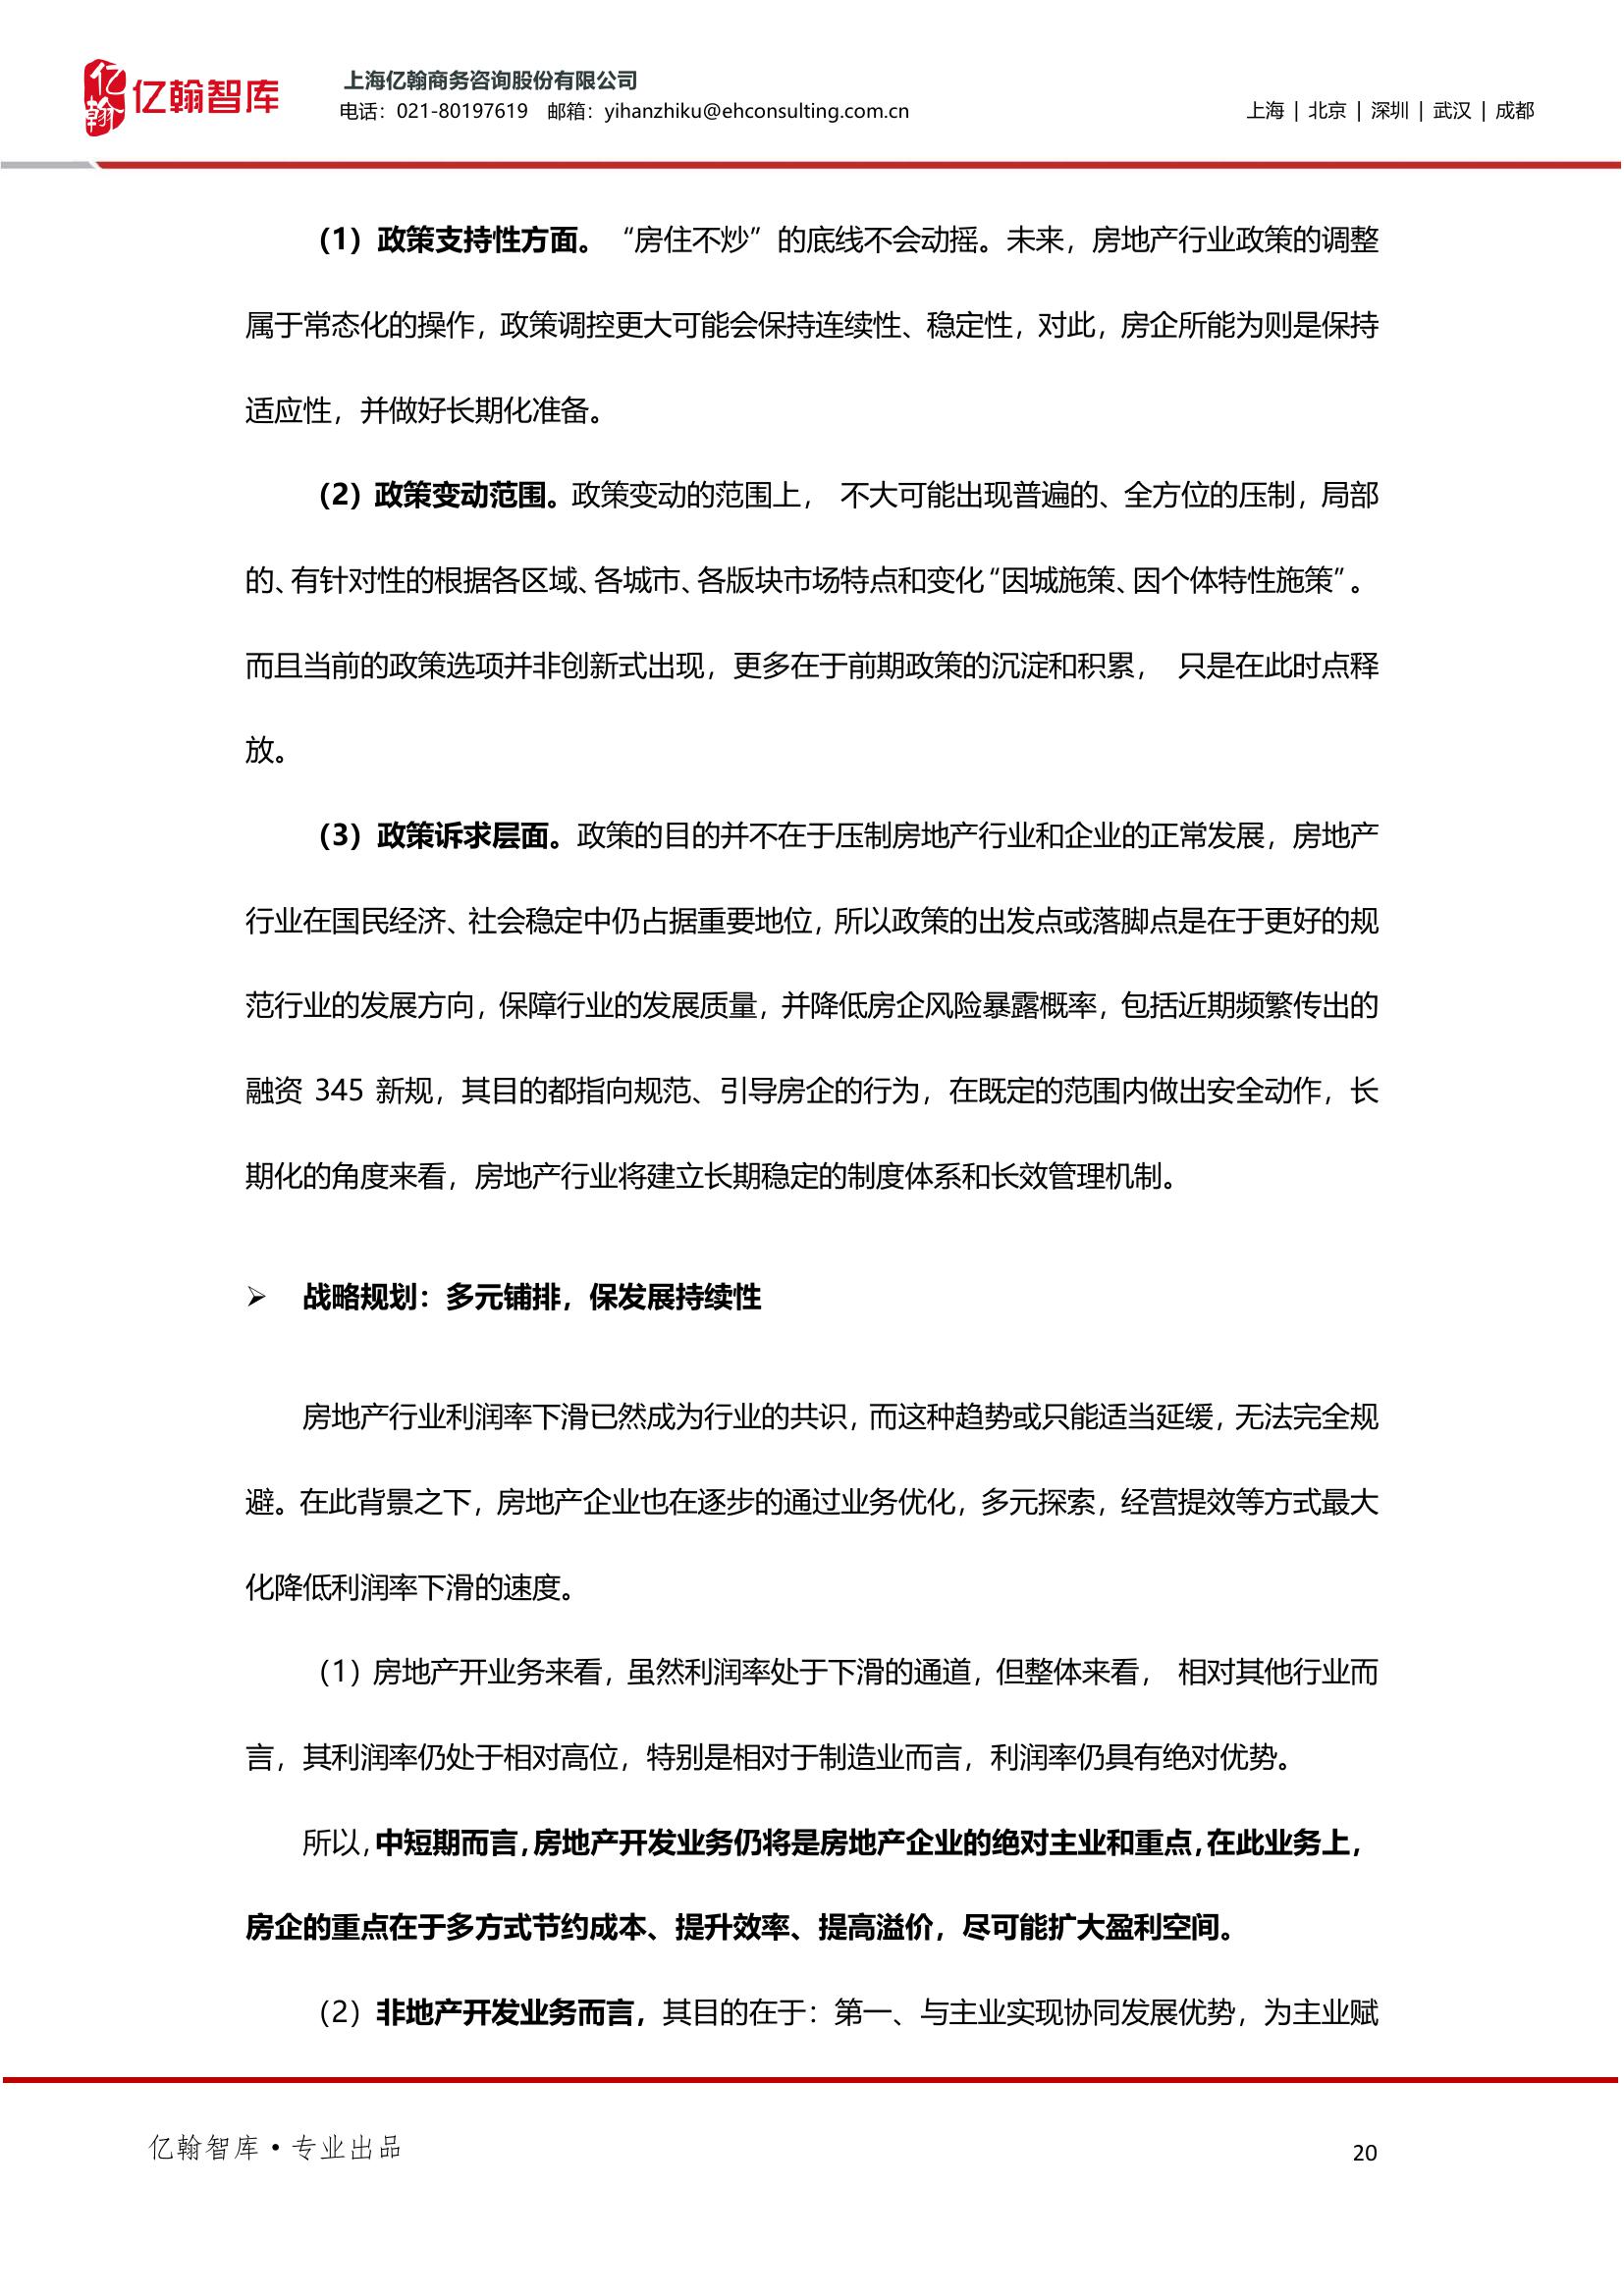 亿翰
亿翰智库
上海亿翰商务咨询股份有限公司
电话：021-80197619 邮箱：yihanzhiku@ehconsulting.com.cn
上海 | 北京 | 深圳 | 武汉 | 成都
（1）政策支持性方面。“房住不炒”的底线不会动摇。未来，房地产行业政策的调整
属于常态化的操作，政策调控更大可能会保持连续性、稳定性，对此，房企所能为则是保持
适应性，并做好长期化准备。
（2）政策变动范围。政策变动的范围上， 不大可能出现普遍的、全方位的压制，局部
的、有针对性的根据各区域、各城市、各版块市场特点和变化“因城施策、因个体特性施策”。
而且当前的政策选项并非创新式出现，更多在于前期政策的沉淀和积累， 只是在此时点释
放。
（3）政策诉求层面。政策的目的并不在于压制房地产行业和企业的正常发展，房地产
行业在国民经济、社会稳定中仍占据重要地位，所以政策的出发点或落脚点是在于更好的规
范行业的发展方向，保障行业的发展质量，并降低房企风险暴露概率，包括近期频繁传出的
融资 345 新规，其目的都指向规范、引导房企的行为，在既定的范围内做出安全动作，长
期化的角度来看，房地产行业将建立长期稳定的制度体系和长效管理机制。
➢ 战略规划：多元铺排，保发展持续性
房地产行业利润率下滑已然成为行业的共识，而这种趋势或只能适当延缓，无法完全规
避。在此背景之下，房地产企业也在逐步的通过业务优化，多元探索，经营提效等方式最大
化降低利润率下滑的速度。
（1）房地产开业务来看，虽然利润率处于下滑的通道，但整体来看， 相对其他行业而
言，其利润率仍处于相对高位，特别是相对于制造业而言，利润率仍具有绝对优势。
所以，中短期而言，房地产开发业务仍将是房地产企业的绝对主业和重点，在此业务上，
房企的重点在于多方式节约成本、提升效率、提高溢价，尽可能扩大盈利空间。
（2）非地产开发业务而言，其目的在于：第一、与主业实现协同发展优势，为主业赋
亿翰智库•专业出品
20